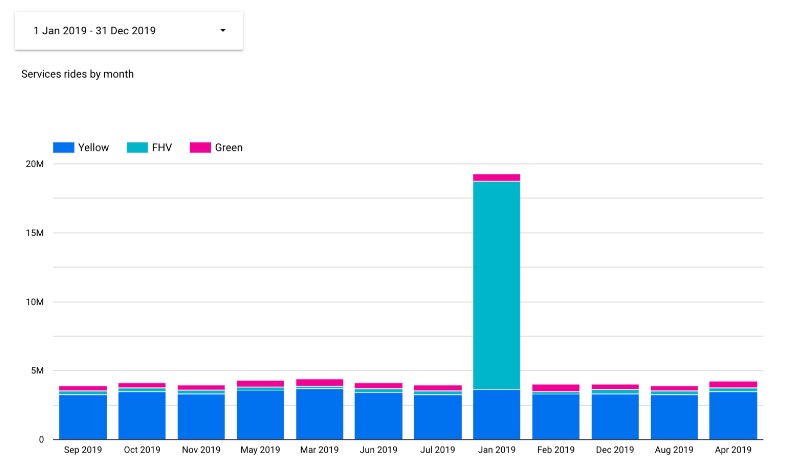 1 Jan 2019 - 31 Dec 2019
Services rides by month
Yellow FHV Green
20M
15M
10M
5M
0
Sep 2019 Oct 2019 Nov 2019 May 2019 Mar 2019 Jun 2019 Jul 2019 Jan 2019 Feb 2019 Dec 2019 Aug 2019 Apr 2019